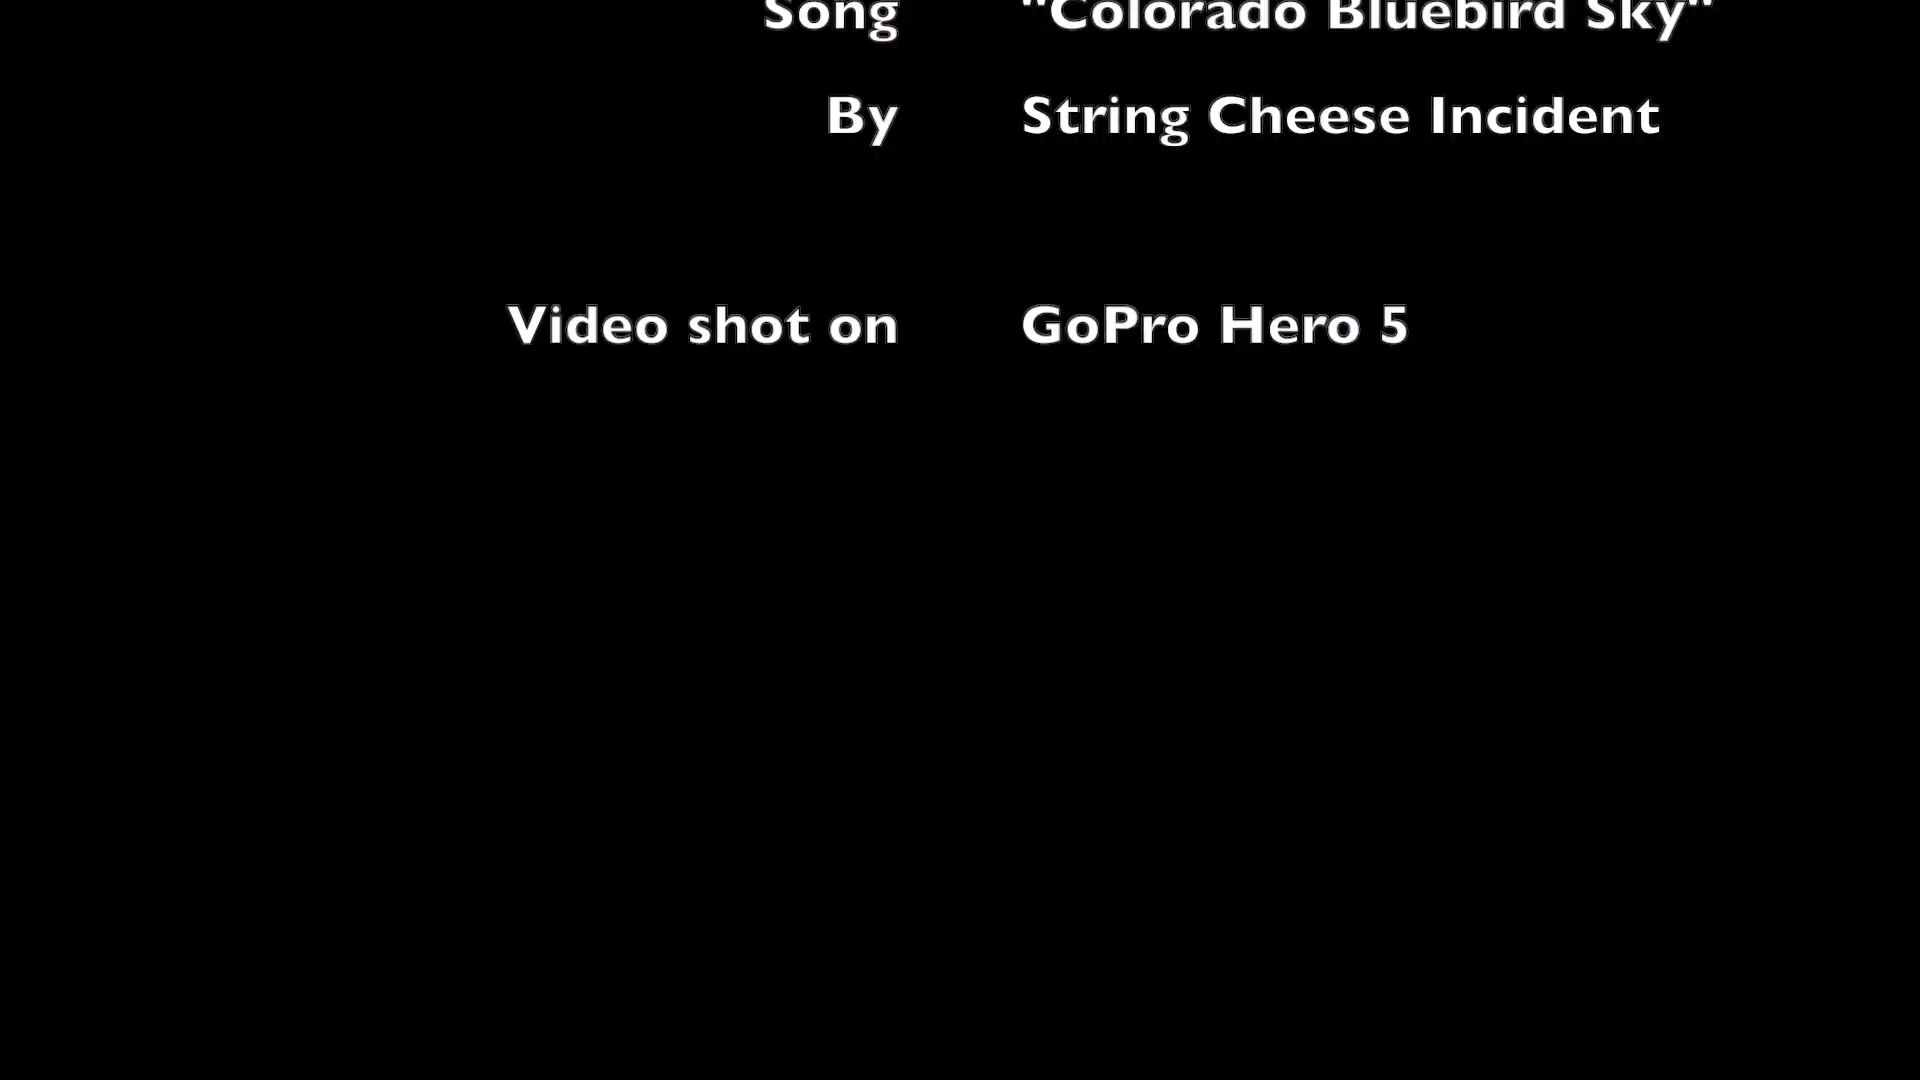 Song "Colorado Bluebird Sky"
By String Cheese Incident
Video shot on GoPro Hero 5